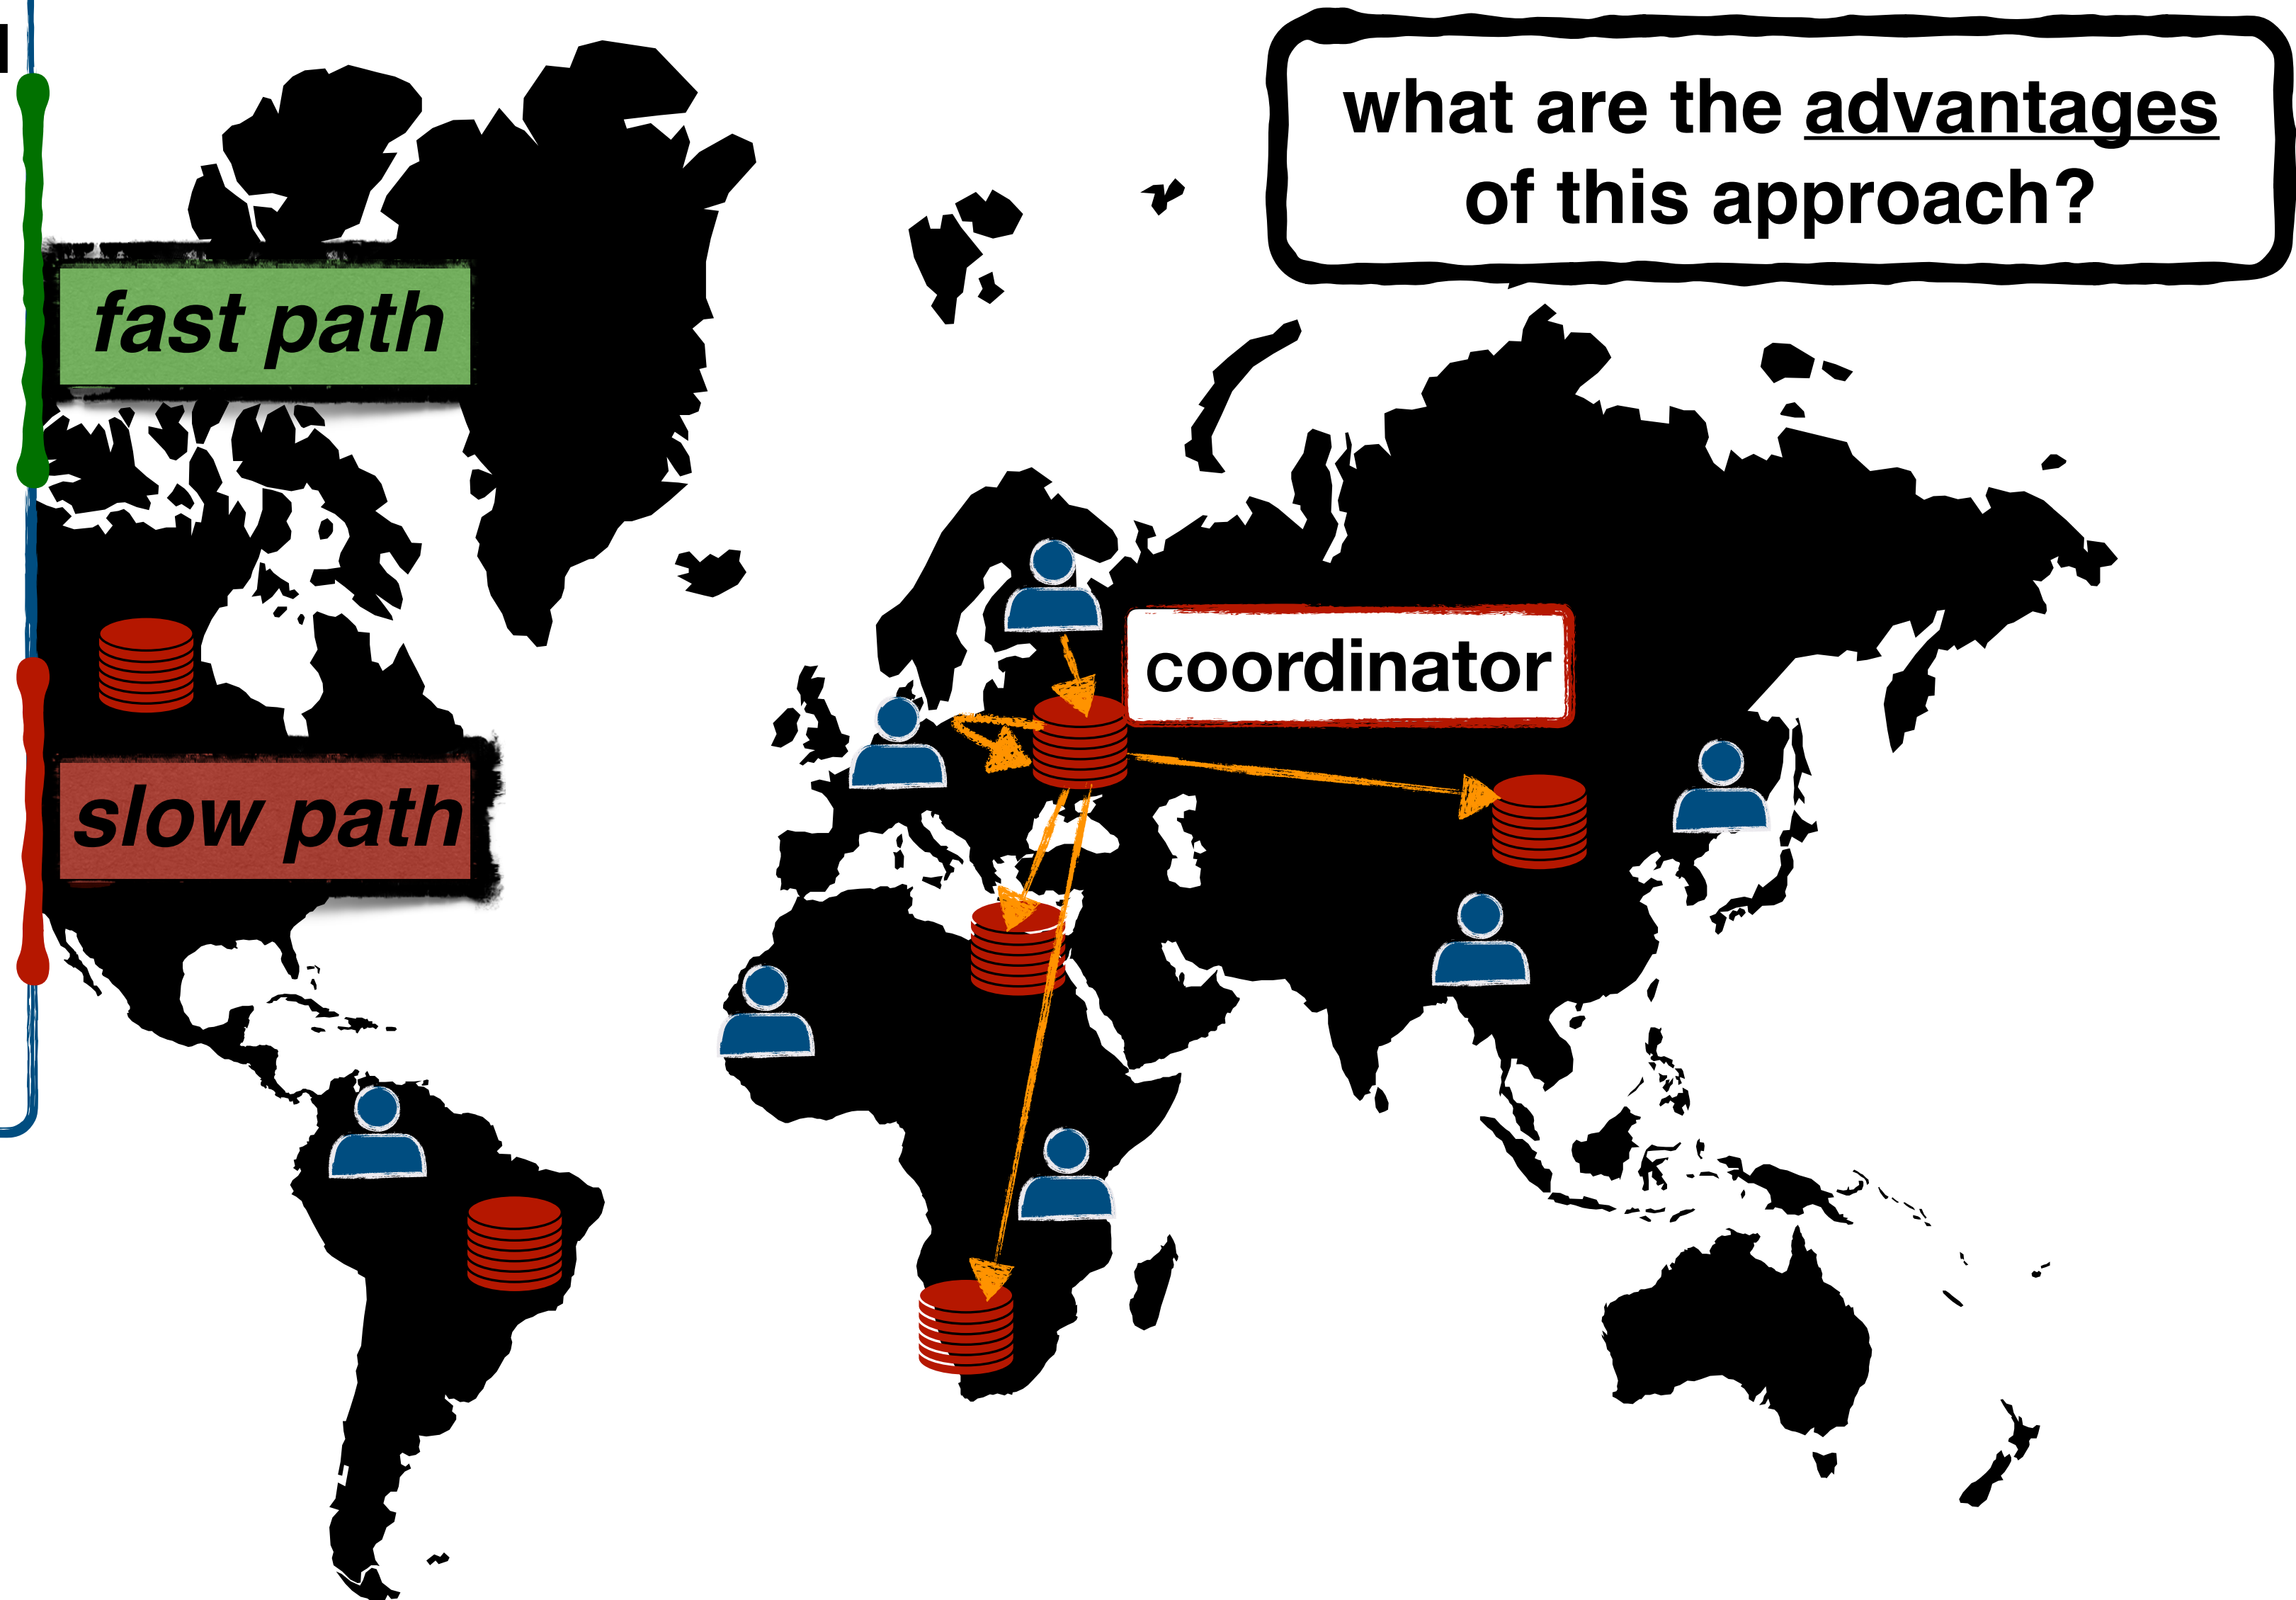 what are the advantages
of this approach?
fast path
coordinator
slow path